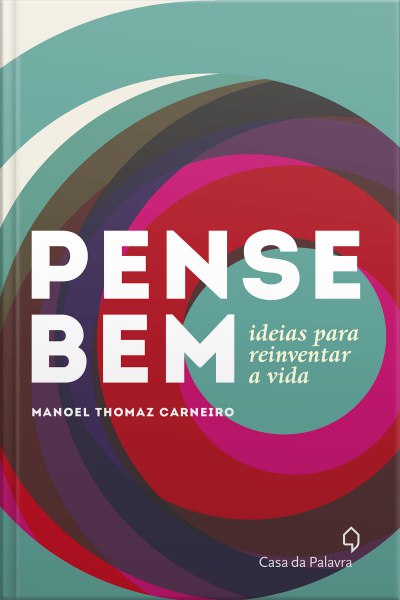 PENSE
BEM
ideias para
reinventar
a vida
MANOEL THOMAZ CARNEIRO
Casa da Palavra